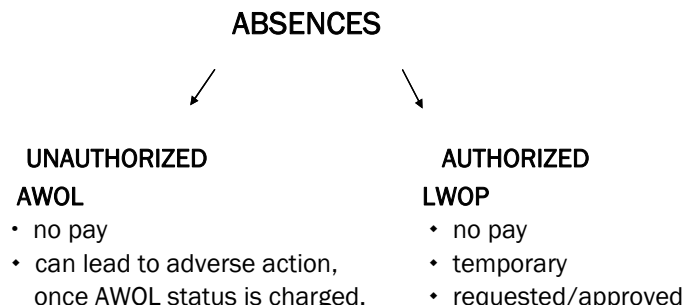 ABSENCES
UNAUTHORIZED
AWOL
• no pay
• can lead to adverse action,
once AWOL status is charged.
AUTHORIZED
LWOP
• no pay
• temporary
• requested/approved